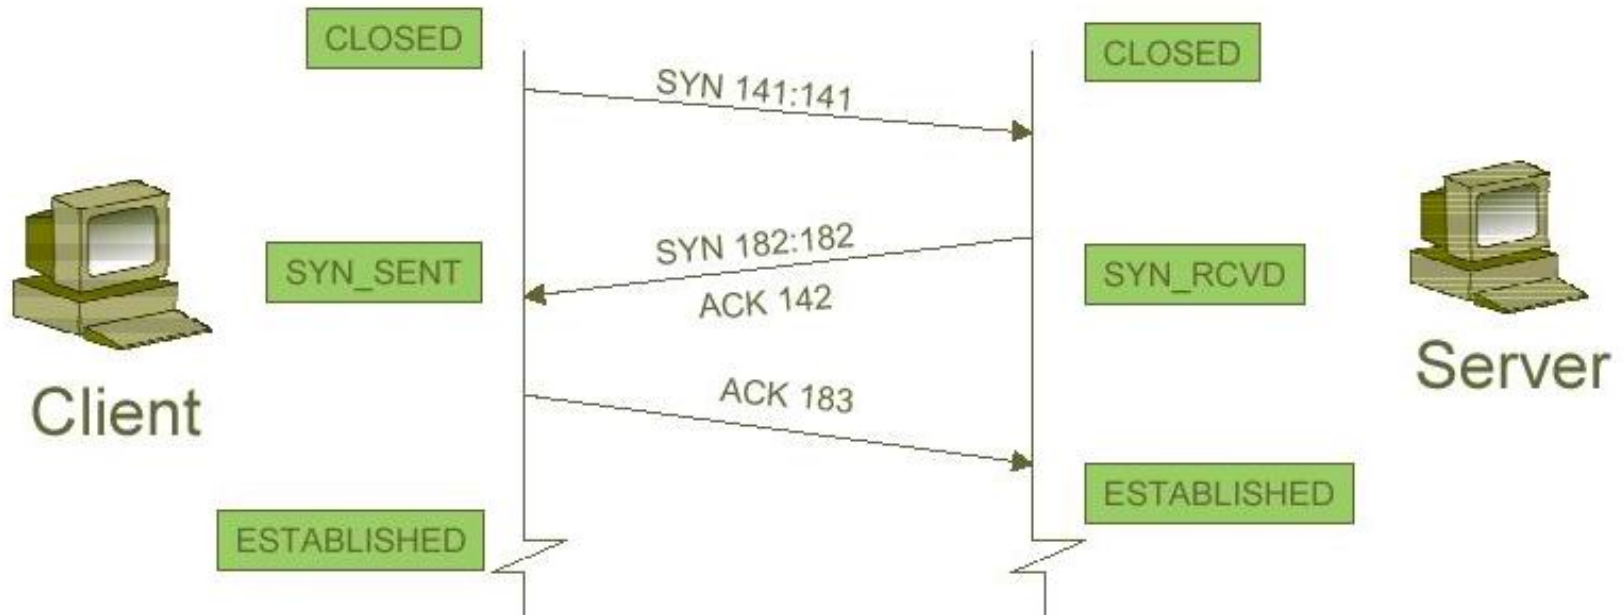 CLOSED
CLOSED
SYN 141:141
SYN 182:182
SYN_SENT
SYN_RCVD
ACK 142
Client
Server
ACK 183
ESTABLISHED
ESTABLISHED